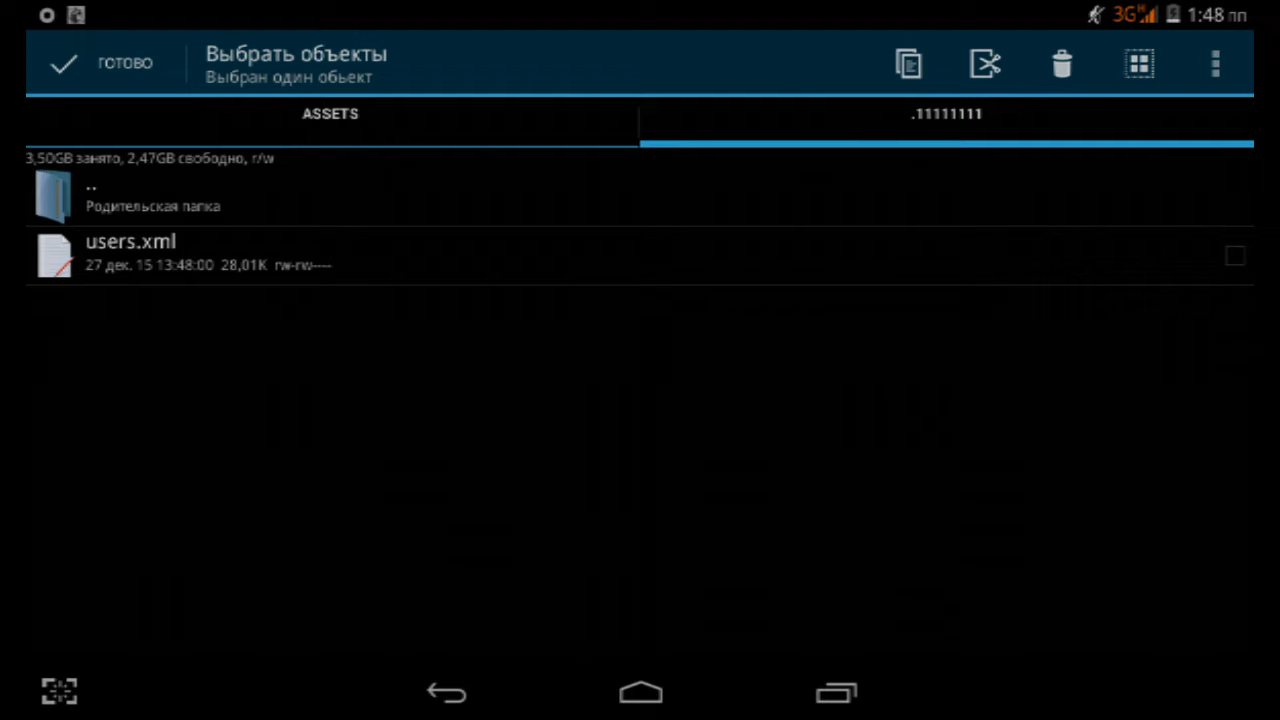 3G H 1:48 пп
ГОТОВО
Выбрать объекты
Выбран один объект
ASSETS
.11111111
3,50GB занято, 2,47GB свободно, r/w
..
Родительская папка
users.xml
27 дек. 15 13:48:00 28,01K rw-rw----